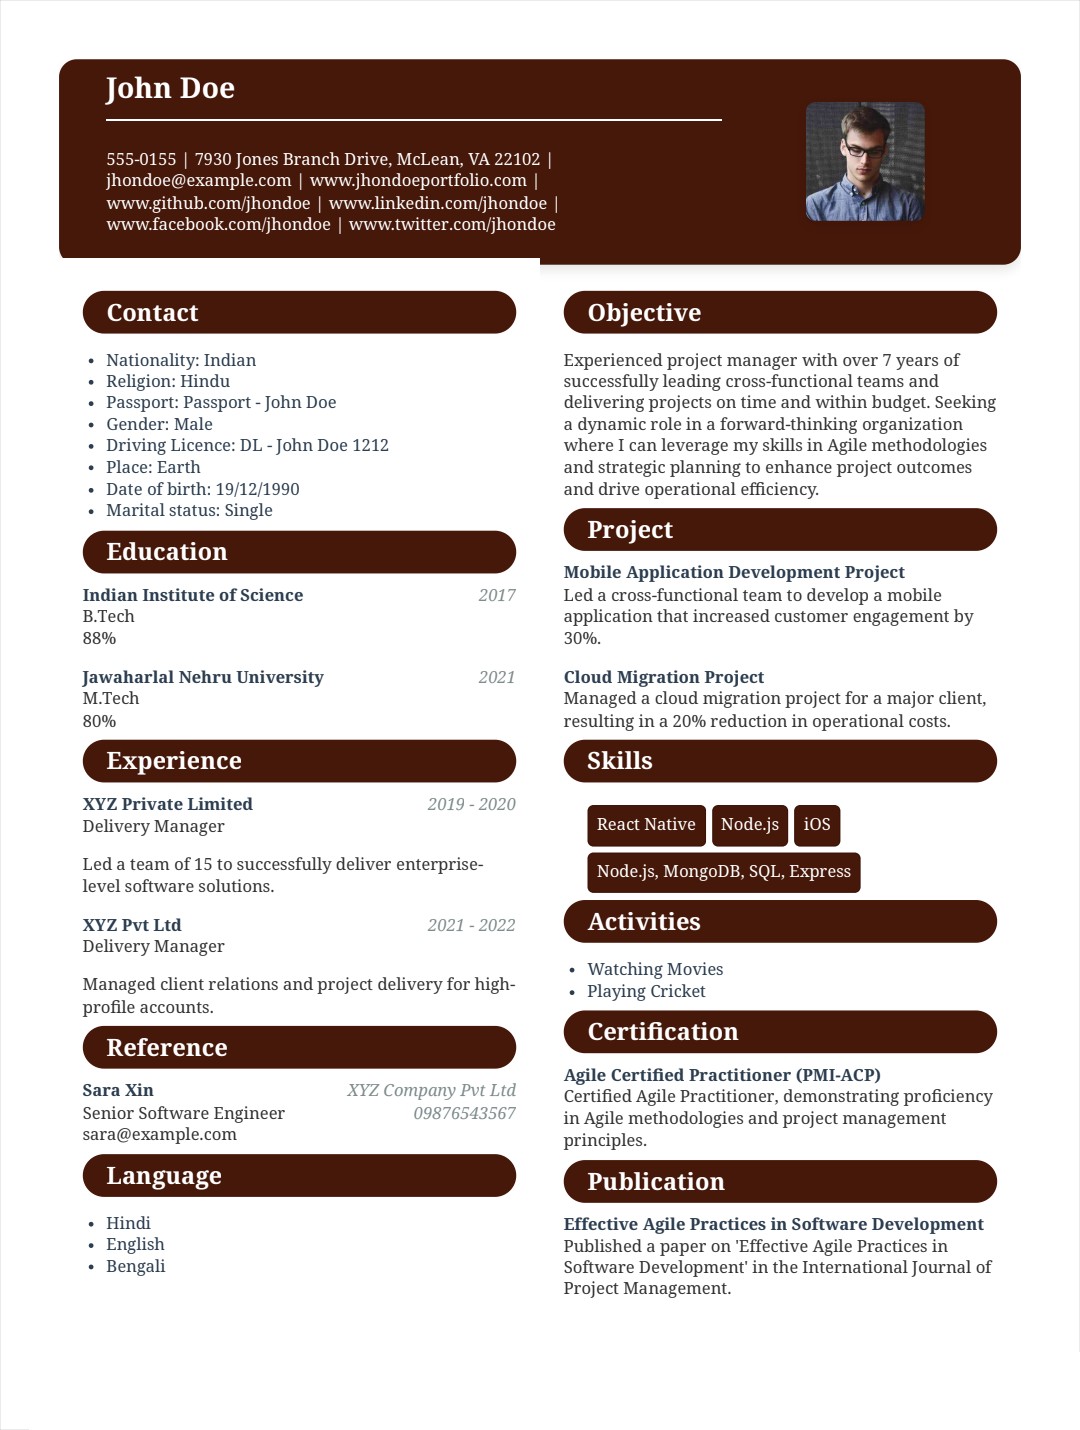 John Doe
555-0155 | 7930 Jones Branch Drive, McLean, VA 22102 |
jhondoe@example.com | www.jhondoeportfolio.com |
www.github.com/jhondoe | www.linkedin.com/jhondoe |
www.facebook.com/jhondoe | www.twitter.com/jhondoe
Contact
• Nationality: Indian
• Religion: Hindu
• Passport: Passport - John Doe
• Gender: Male
• Driving Licence: DL - John Doe 1212
• Place: Earth
• Date of birth: 19/12/1990
• Marital status: Single
Education
Indian Institute of Science 2017
B.Tech
88%
Jawaharlal Nehru University 2021
M.Tech
80%
Experience
XYZ Private Limited 2019 - 2020
Delivery Manager
Led a team of 15 to successfully deliver enterprise-
level software solutions.
XYZ Pvt Ltd 2021 - 2022
Delivery Manager
Managed client relations and project delivery for high-
profile accounts.
Reference
Sara Xin XYZ Company Pvt Ltd
Senior Software Engineer 09876543567
sara@example.com
Language
• Hindi
• English
• Bengali
Objective
Experienced project manager with over 7 years of
successfully leading cross-functional teams and
delivering projects on time and within budget. Seeking
a dynamic role in a forward-thinking organization
where I can leverage my skills in Agile methodologies
and strategic planning to enhance project outcomes
and drive operational efficiency.
Project
Mobile Application Development Project
Led a cross-functional team to develop a mobile
application that increased customer engagement by
30%.
Cloud Migration Project
Managed a cloud migration project for a major client,
resulting in a 20% reduction in operational costs.
Skills
React Native Node.js iOS
Node.js, MongoDB, SQL, Express
Activities
• Watching Movies
• Playing Cricket
Certification
Agile Certified Practitioner (PMI-ACP)
Certified Agile Practitioner, demonstrating proficiency
in Agile methodologies and project management
principles.
Publication
Effective Agile Practices in Software Development
Published a paper on 'Effective Agile Practices in
Software Development' in the International Journal of
Project Management.